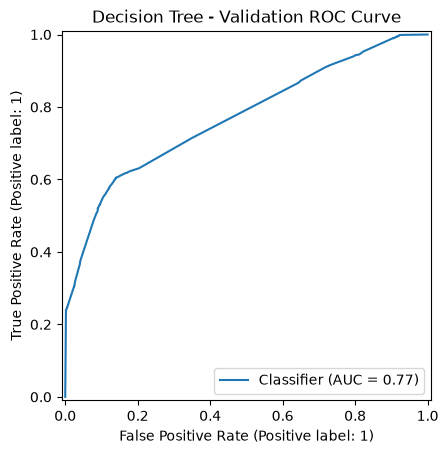 Decision Tree - Validation ROC Curve
1.0
0.8
0.6
0.4
0.2
0.0
True Positive Rate (Positive label: 1)
Classifier (AUC = 0.77)
0.0 0.2 0.4 0.6 0.8 1.0
False Positive Rate (Positive label: 1)